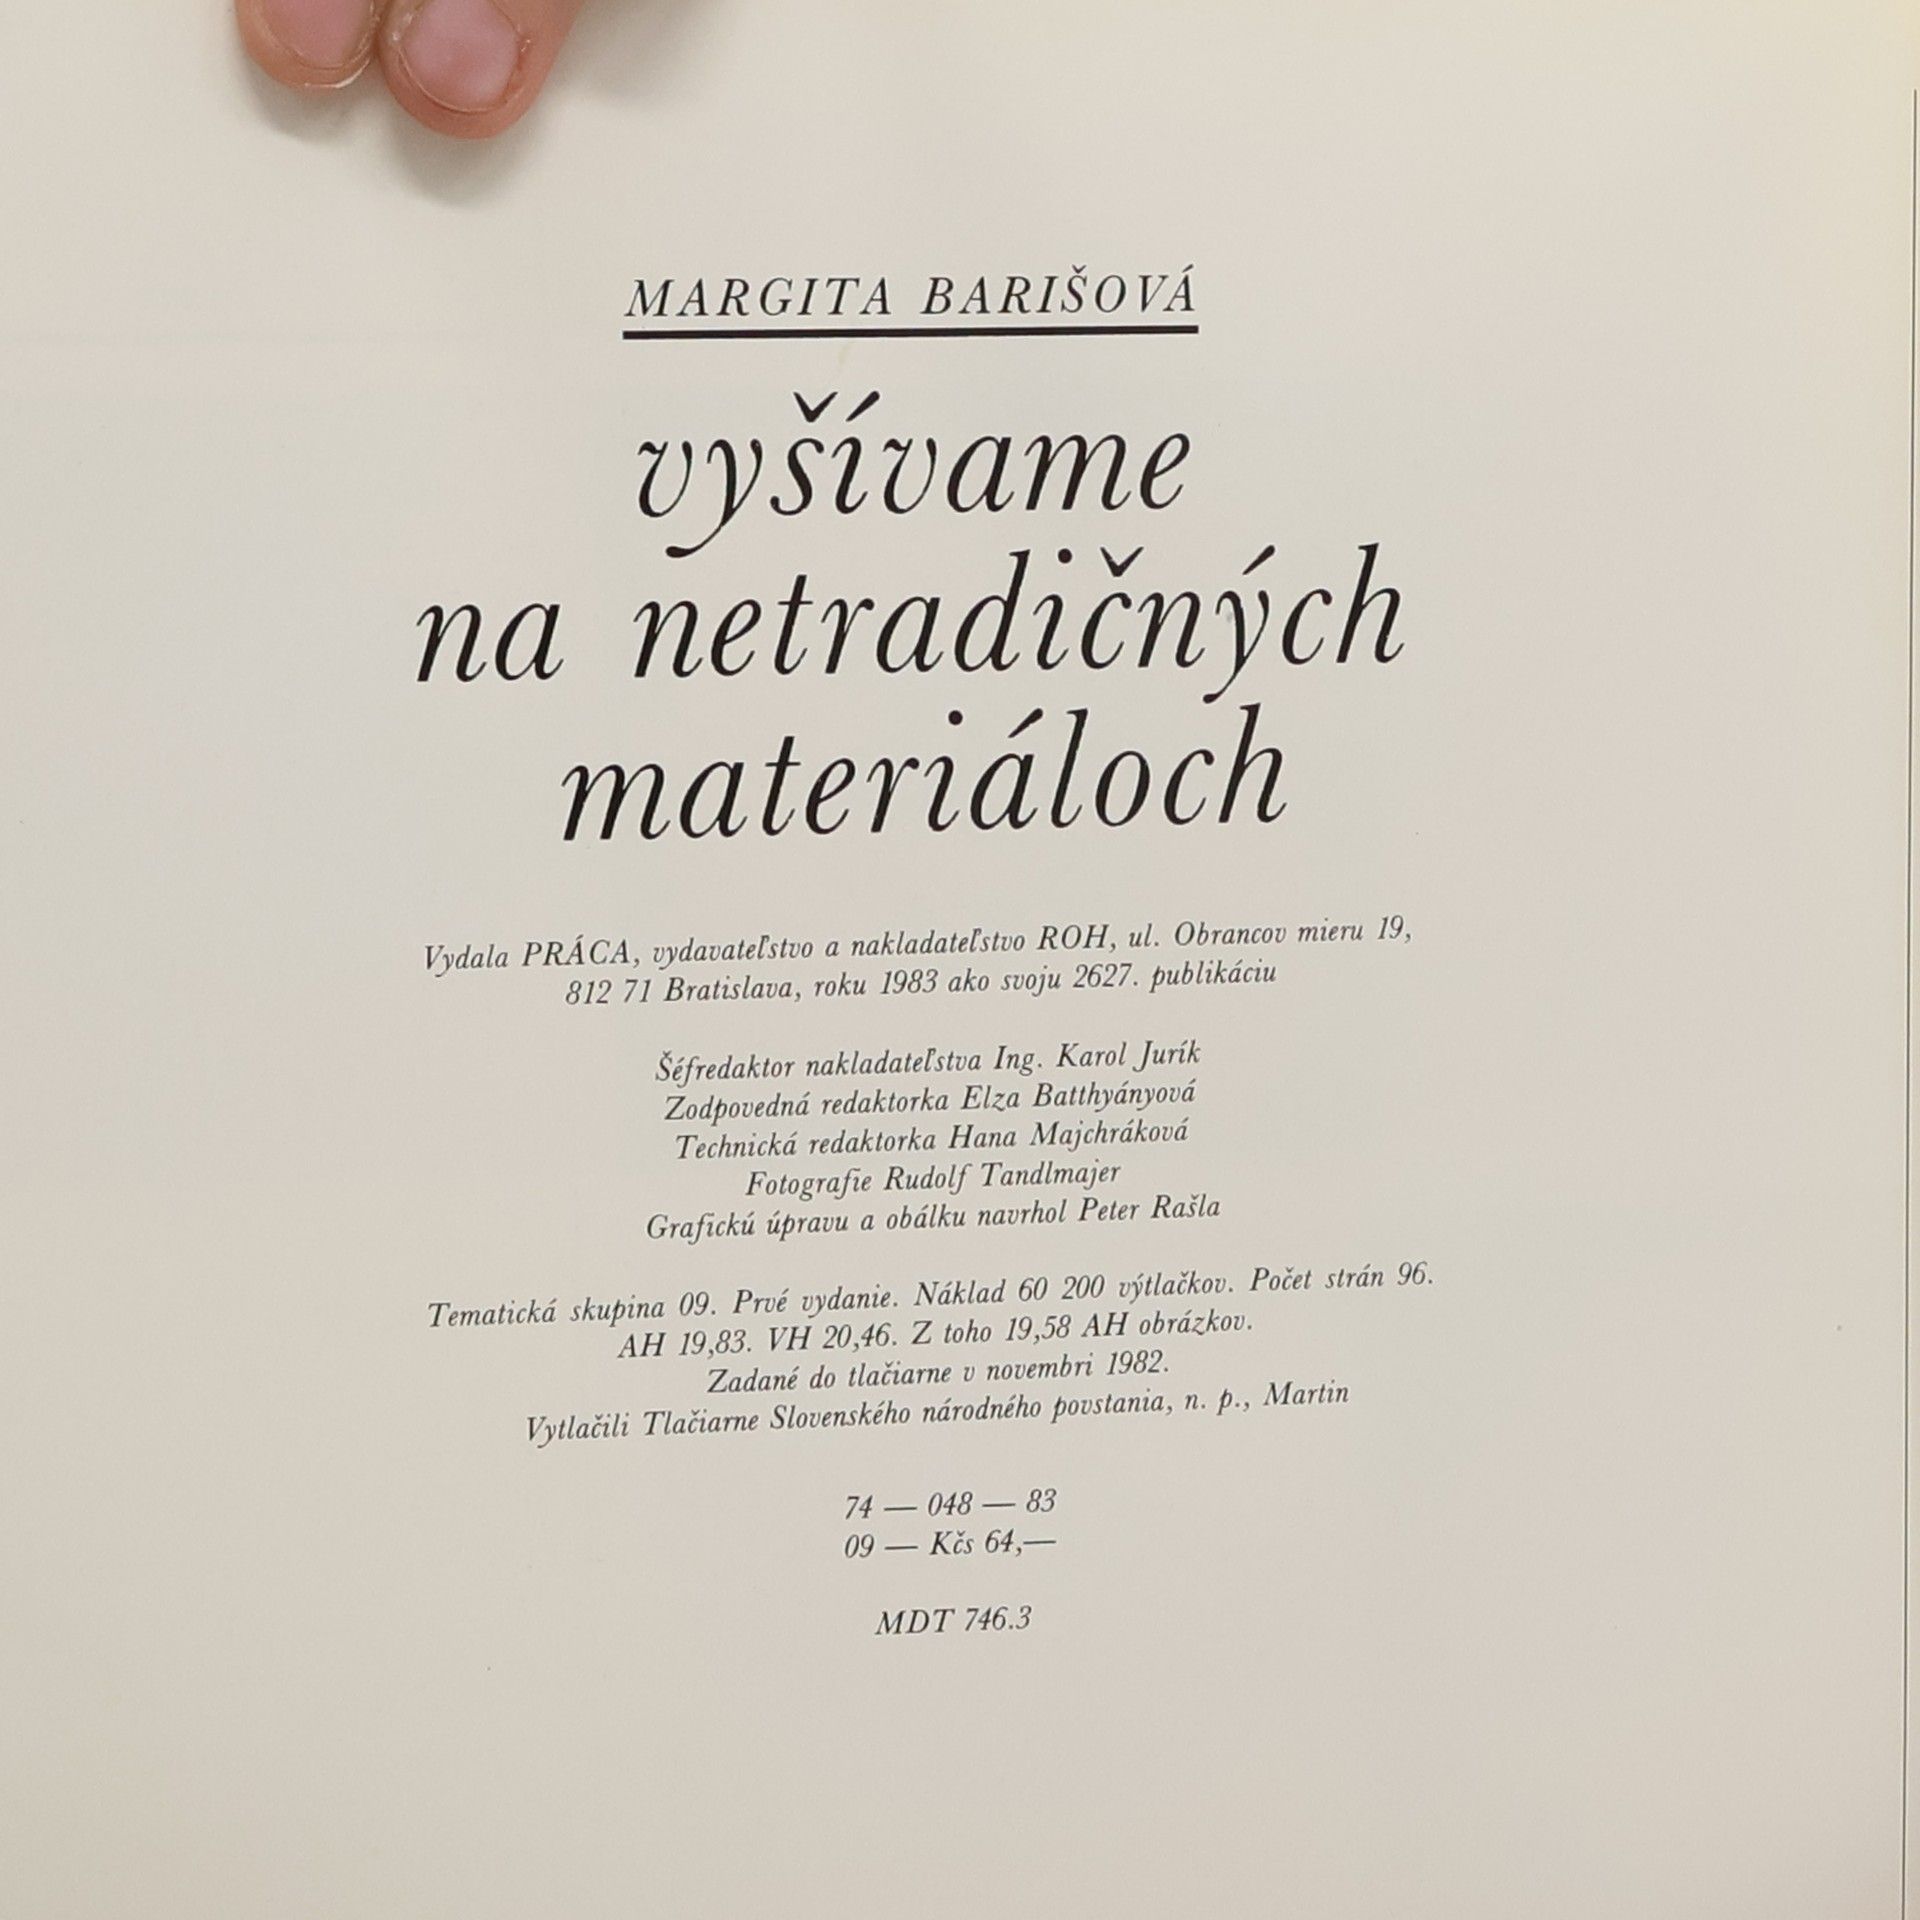 MARGITA BARIŠOVÁ
vyšívame
na netradičných
materiáloch
Vydala PRÁCA, vydavateľstvo a nakladateľstvo ROH, ul. Obrancov mieru 19,
812 71 Bratislava, roku 1983 ako svoju 2627. publikáciu
Šéfredaktor nakladateľstva Ing. Karol Jurík
Zodpovedná redaktorka Elza Batthyányová
Technická redaktorka Hana Majchráková
Fotografie Rudolf Tandlmajer
Grafickú úpravu a obálku navrhol Peter Rašla
Tematická skupina 09. Prvé vydanie. Náklad 60 200 výtlačkov. Počet strán 96.
AH 19,83. VH 20,46. Z toho 19,58 AH obrázkov.
Zadané do tlačiarne v novembri 1982.
Vytlačili Tlačiarne Slovenského národného povstania, n. p., Martin
74 — 048 — 83
09 — Kčs 64,—
MDT 746.3